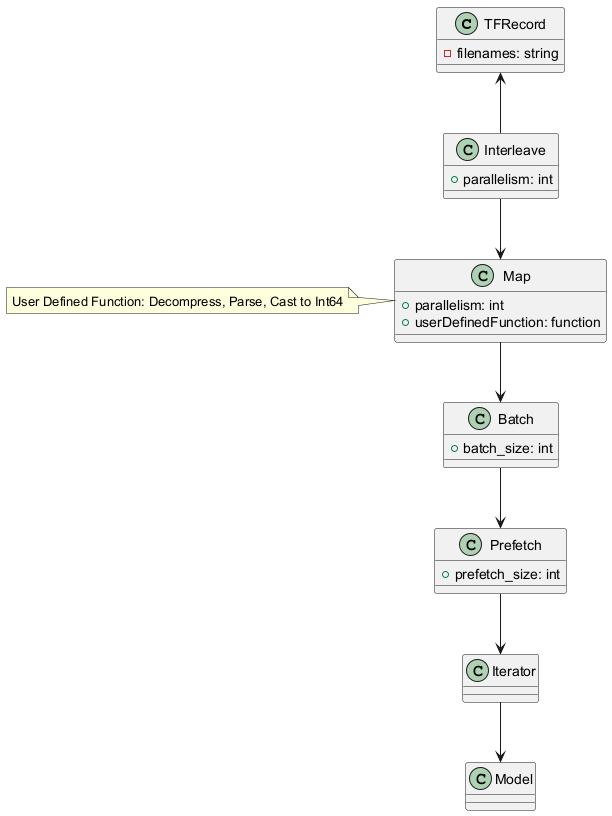 C TFRecord
filenames: string
C Interleave
parallelism: int
C Map
User Defined Function: Decompress, Parse, Cast to Int64
parallelism: int
userDefinedFunction: function
C Batch
batch_size: int
C Prefetch
prefetch_size: int
C Iterator
C Model